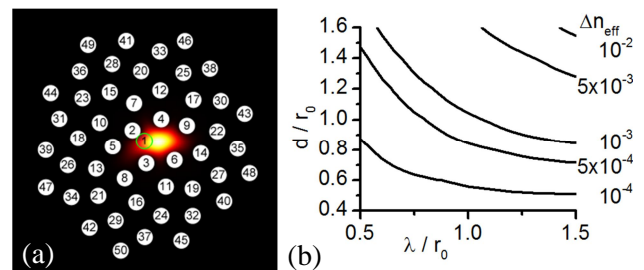 49 41 46
33
36 28 20 25 38
44 23 15 12 17 30
7 43
31 10 4 9 22
18 2
39 5 1 14 35
26 13 3 6 27 48
47 8 11 19
34 21 40
16
42 29 24 32
50 37 45
(a)
1.6
1.4
1.2
1.0
0.8
0.6
0.4
d / r0
0.5 1.0 1.5
λ / r0
Δneff
10⁻²
5x10⁻³
10⁻³
5x10⁻⁴
10⁻⁴
(b)